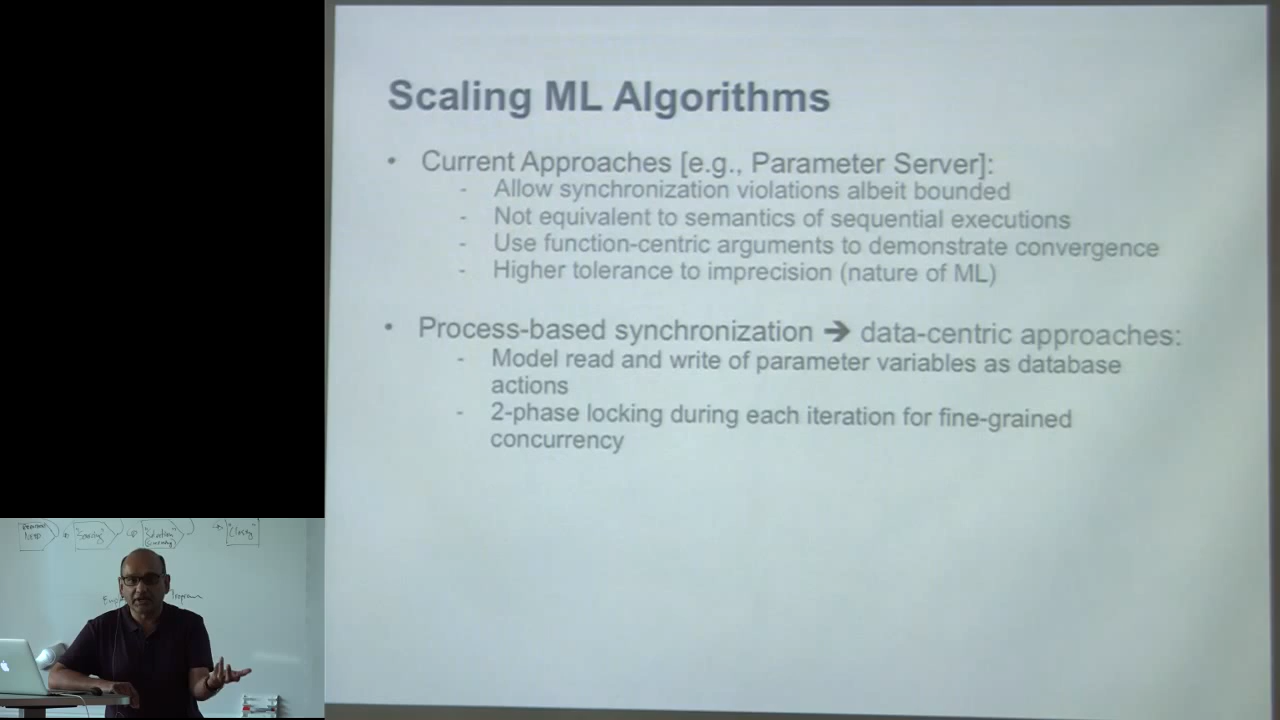 Scaling ML Algorithms
• Current Approaches [e.g., Parameter Server]:
- Allow synchronization violations albeit bounded
- Not equivalent to semantics of sequential executions
- Use function-centric arguments to demonstrate convergence
- Higher tolerance to imprecision (nature of ML)
• Process-based synchronization ➔ data-centric approaches:
- Model read and write of parameter variables as database
actions
- 2-phase locking during each iteration for fine-grained
concurrency
NEED
"Closing"
Program